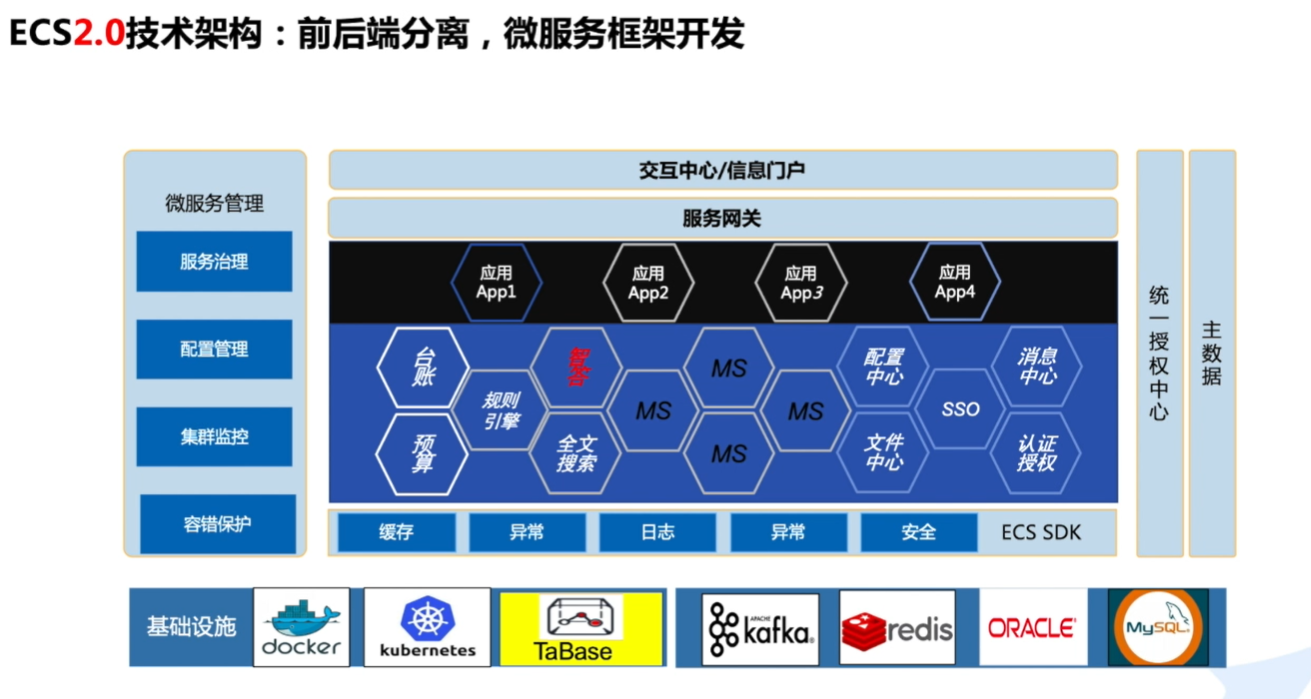 ECS2.0技术架构：前后端分离，微服务框架开发
交互中心/信息门户
微服务管理
服务网关
服务治理
配置管理
集群监控
容错保护
应用
App1
应用
App2
应用
App3
应用
App4
台
账
预
算
规则
引擎
智
答
全文
搜索
MS
MS
MS
MS
配置
中心
文件
中心
SSO
消息
中心
认证
授权
缓存
异常
日志
异常
安全
ECS SDK
统一授权中心
主数据
基础设施
docker
kubernetes
TaBase
APACHE
kafka®
redis
ORACLE®
MySQL®